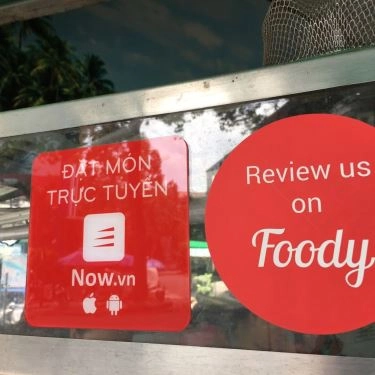 ĐẶT MÓN
TRỰC TUYẾN
Now.vn
Review us
on
Foody